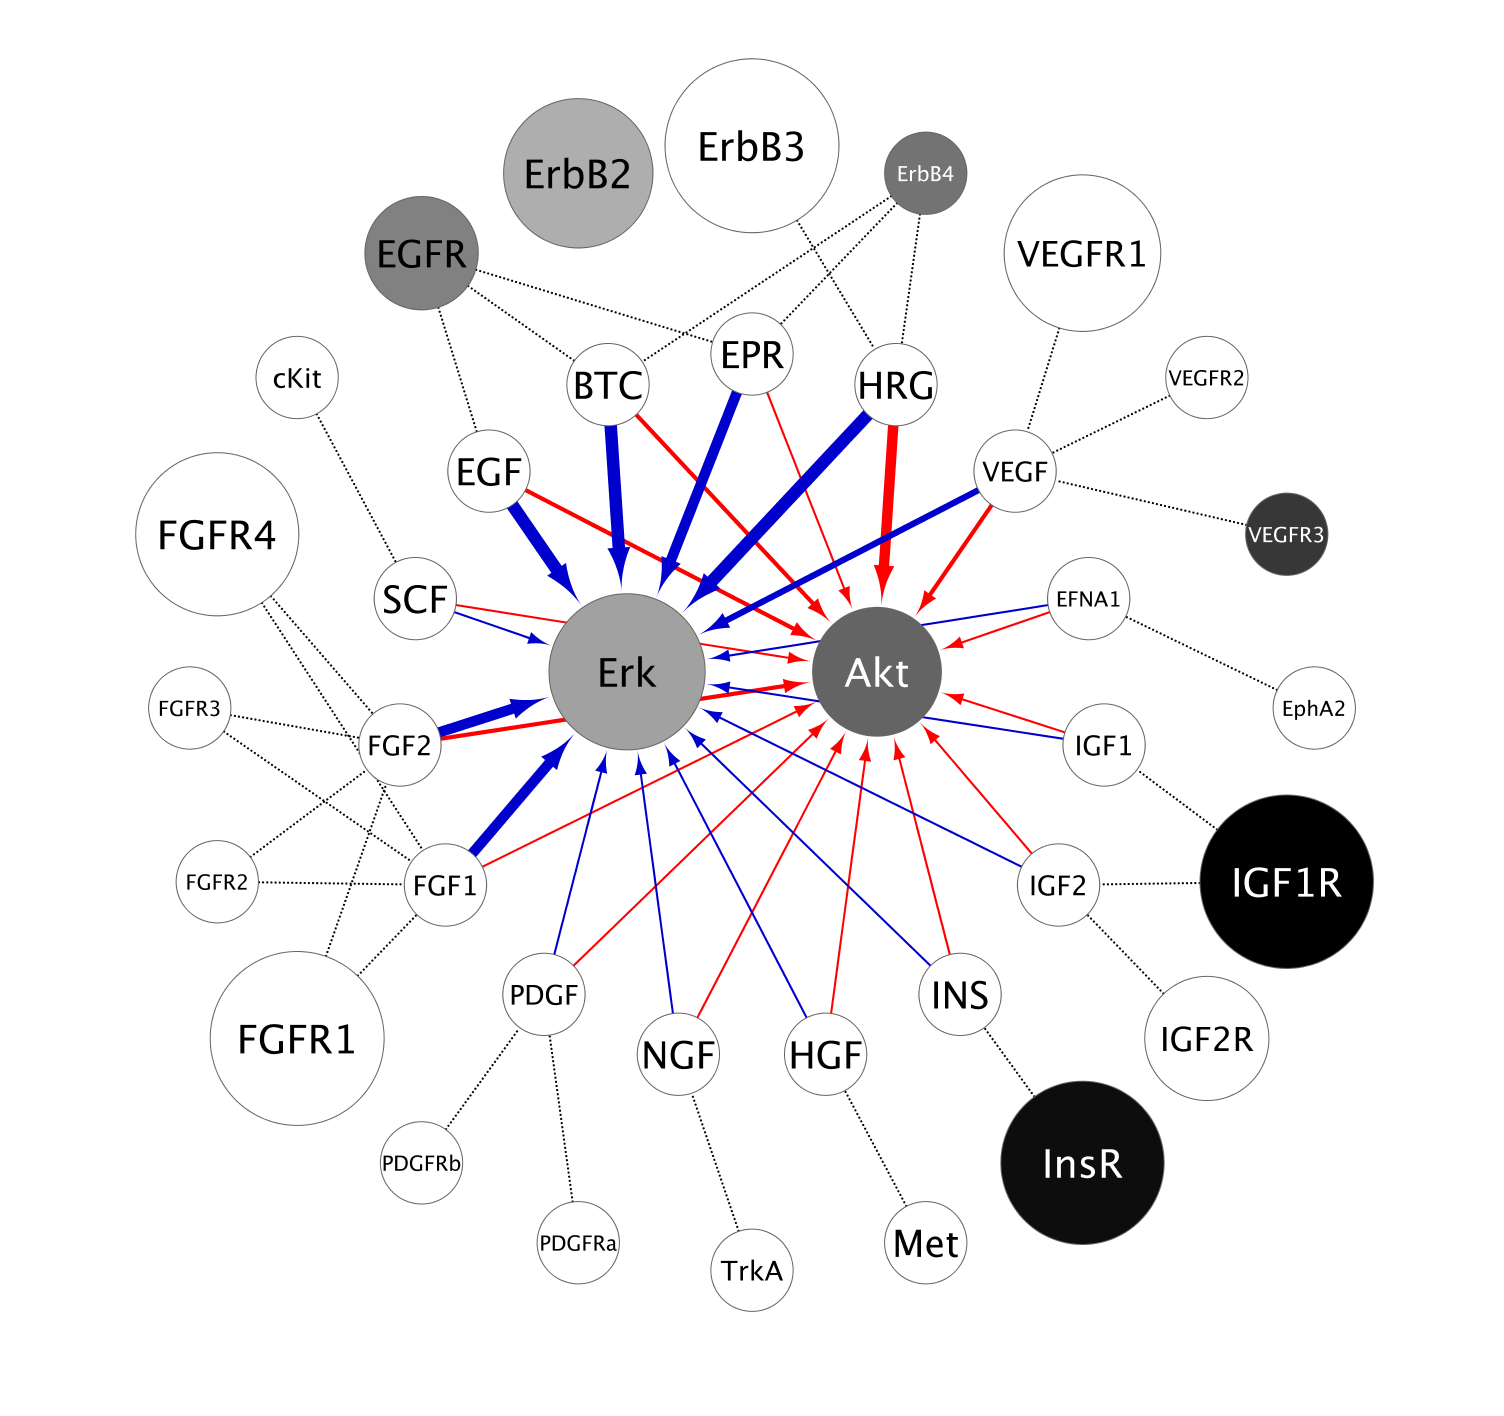 ErbB3
ErbB2
ErbB4
EGFR
VEGFR1
cKit
EPR
BTC
HRG
VEGFR2
EGF
VEGF
FGFR4
VEGFR3
SCF
EFNA1
Erk
Akt
FGFR3
EphA2
FGF2
IGF1
FGFR2
FGF1
IGF2
IGF1R
PDGF
INS
FGFR1
NGF
HGF
IGF2R
PDGFRb
InsR
PDGFRa
Met
TrkA